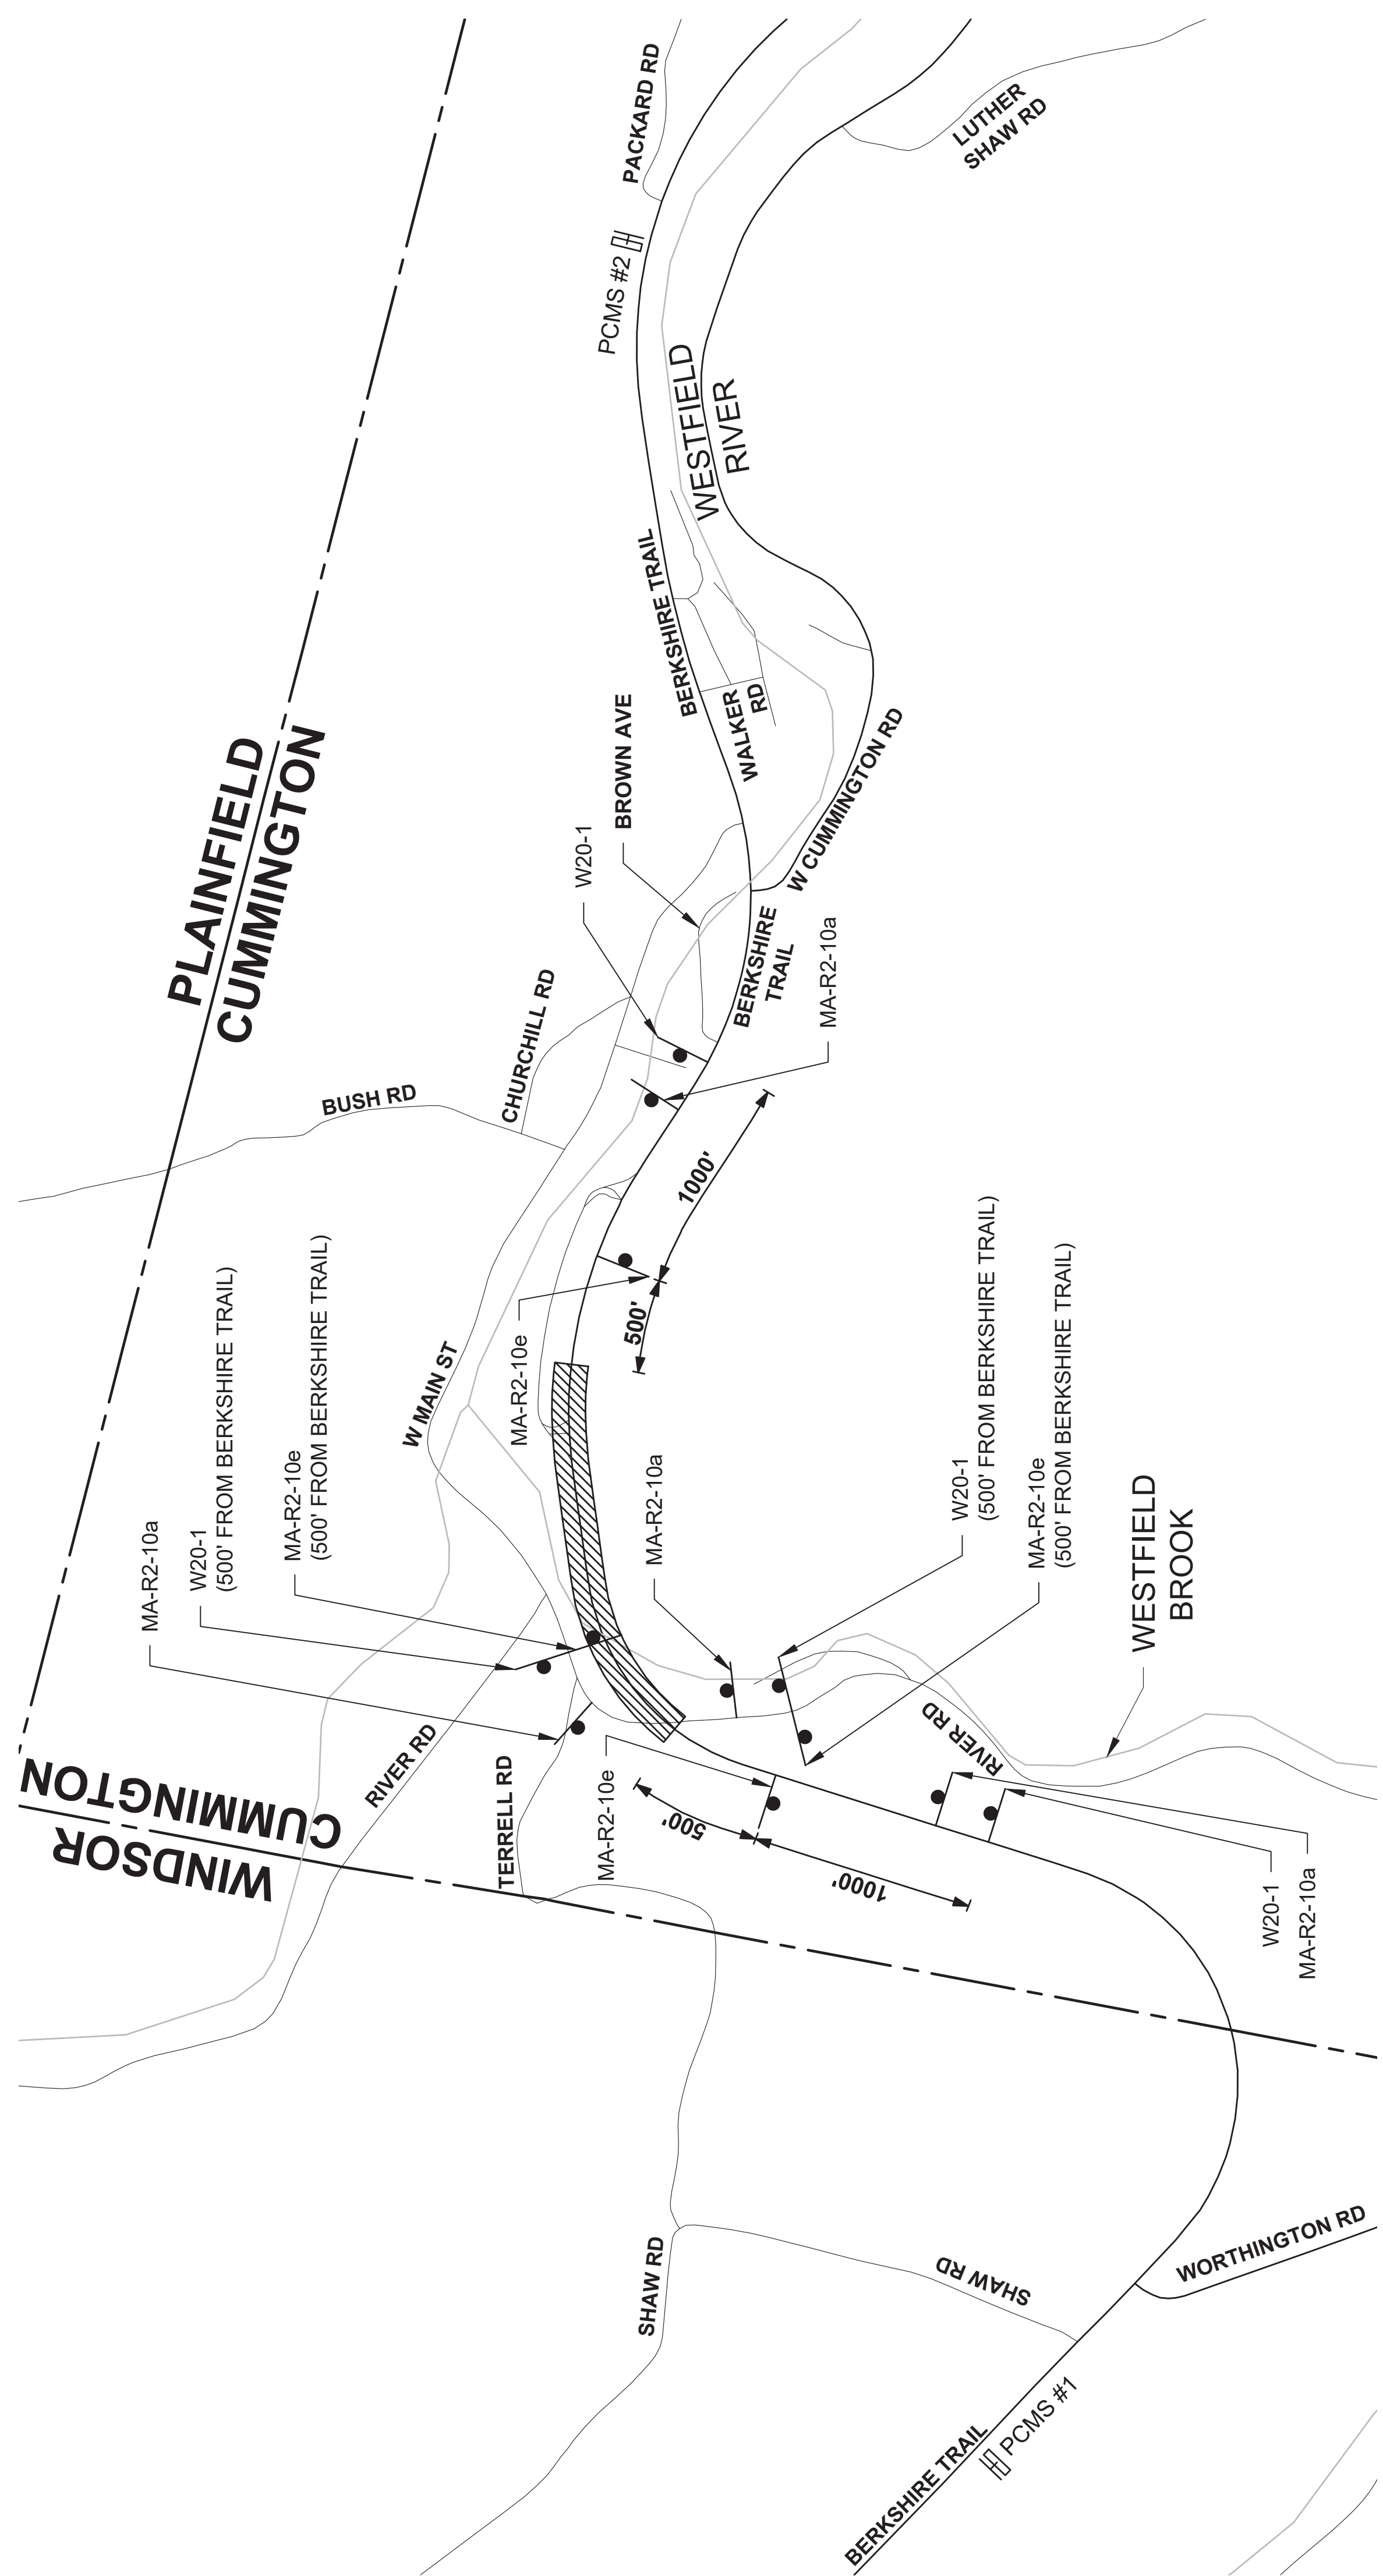 PACKARD RD
LUTHER
SHAW RD
PCMS #2
WESTFIELD
RIVER
BERKSHIRE TRAIL
BROWN AVE
WALKER
RD
W CUMMINGTON RD
W20-1
PLAINFIELD
CUMMINGTON
BERKSHIRE
TRAIL
MA-R2-10a
CHURCHILL RD
BUSH RD
1000'
500'
MA-R2-10e
W MAIN ST
MA-R2-10a
W20-1
(500' FROM BERKSHIRE TRAIL)
MA-R2-10e
(500' FROM BERKSHIRE TRAIL)
MA-R2-10a
W20-1
(500' FROM BERKSHIRE TRAIL)
MA-R2-10e
(500' FROM BERKSHIRE TRAIL)
WESTFIELD
BROOK
RIVER RD
CUMMINGTON
WINDSOR
RIVER RD
TERRELL RD
MA-R2-10e
500'
1000'
W20-1
MA-R2-10a
SHAW RD
SHAW RD
WORTHINGTON RD
PCMS #1
BERKSHIRE TRAIL